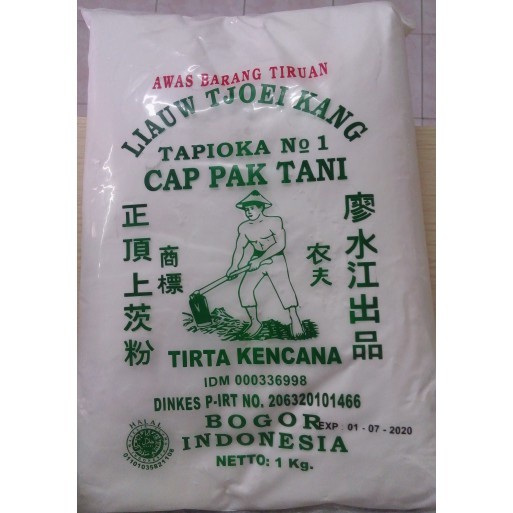 AWAS BARANG TIRUAN
LIAUW TJOEI KANG
TAPIOKA No 1
CAP PAK TANI
正頂上茨粉
商標
农夫
廖水江出品
TIRTA KENCANA
IDM 000336998
DINKES P-IRT NO. 206320101466
BOGOR
EXP : 01 - 07 - 2020
INDONESIA
NETTO: 1 Kg.
HALAL